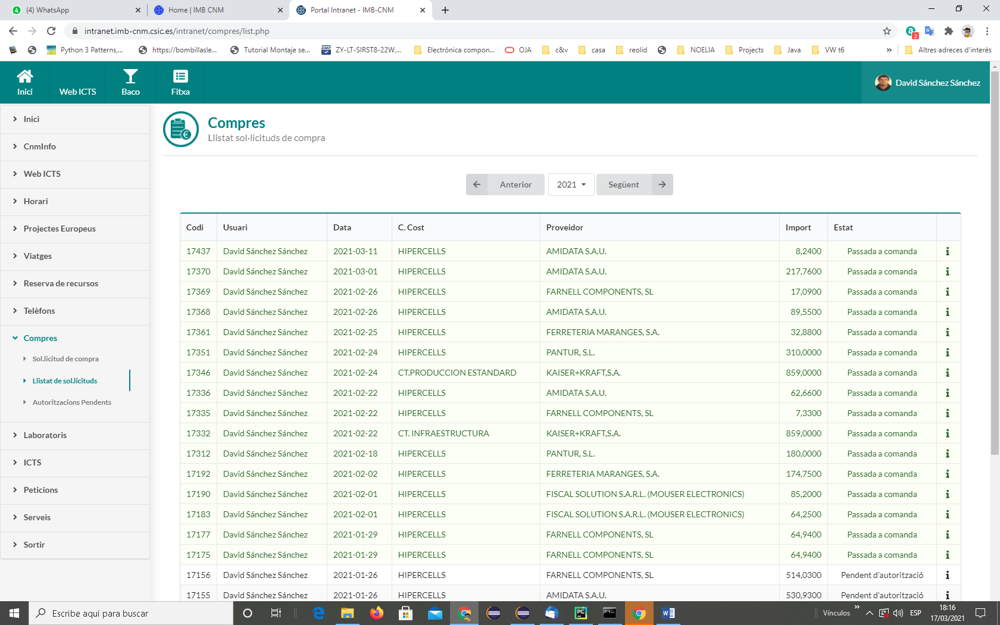 (4) WhatsApp
Home | IMB CNM
Portal Intranet - IMB-CNM
intranet.imb-cnm.csic.es/intranet/compres/list.php
2
Python 3 Patterns,...
https://bombillasle...
Tutorial Montaje se...
ZY-LT-SIRST8-22W,...
Electrónica compon...
OJA
c&v
casa
reolid
NOELIA
Projects
Java
VW t6
»
Altres adreces d'interès
Inici
Web ICTS
Baco
Fitxa
David Sánchez Sánchez
Inici
CnmInfo
Web ICTS
Horari
Projectes Europeus
Viatges
Reserva de recursos
Telèfons
Compres
Sol.licitud de compra
Llistat de sol.licituds
Autoritzacions Pendents
Laboratoris
ICTS
Peticions
Serveis
Sortir
Compres
Llistat sol·licituds de compra
Anterior
2021
Següent
Codi Usuari Data C. Cost Proveidor Import Estat
17437 David Sánchez Sánchez 2021-03-11 HIPERCELLS AMIDATA S.A.U. 8,2400 Passada a comanda
17370 David Sánchez Sánchez 2021-03-01 HIPERCELLS AMIDATA S.A.U. 217,7600 Passada a comanda
17369 David Sánchez Sánchez 2021-02-26 HIPERCELLS FARNELL COMPONENTS, SL 17,0900 Passada a comanda
17368 David Sánchez Sánchez 2021-02-26 HIPERCELLS AMIDATA S.A.U. 89,5500 Passada a comanda
17361 David Sánchez Sánchez 2021-02-25 HIPERCELLS FERRETERIA MARANGES, S.A. 32,8800 Passada a comanda
17351 David Sánchez Sánchez 2021-02-24 HIPERCELLS PANTUR, S.L. 310,0000 Passada a comanda
17346 David Sánchez Sánchez 2021-02-24 CT.PRODUCCION ESTANDARD KAISER+KRAFT,S.A. 859,0000 Passada a comanda
17336 David Sánchez Sánchez 2021-02-22 HIPERCELLS AMIDATA S.A.U. 62,6600 Passada a comanda
17335 David Sánchez Sánchez 2021-02-22 HIPERCELLS FARNELL COMPONENTS, SL 7,3300 Passada a comanda
17332 David Sánchez Sánchez 2021-02-22 CT. INFRAESTRUCTURA KAISER+KRAFT,S.A. 859,0000 Passada a comanda
17312 David Sánchez Sánchez 2021-02-18 HIPERCELLS PANTUR, S.L. 180,0000 Passada a comanda
17192 David Sánchez Sánchez 2021-02-02 HIPERCELLS FERRETERIA MARANGES, S.A. 174,7500 Passada a comanda
17190 David Sánchez Sánchez 2021-02-01 HIPERCELLS FISCAL SOLUTION S.A.R.L. (MOUSER ELECTRONICS) 85,2000 Passada a comanda
17183 David Sánchez Sánchez 2021-02-01 HIPERCELLS FISCAL SOLUTION S.A.R.L. (MOUSER ELECTRONICS) 64,2500 Passada a comanda
17177 David Sánchez Sánchez 2021-01-29 HIPERCELLS FARNELL COMPONENTS, SL 64,9400 Passada a comanda
17175 David Sánchez Sánchez 2021-01-29 HIPERCELLS FARNELL COMPONENTS, SL 64,9400 Passada a comanda
17156 David Sánchez Sánchez 2021-01-26 HIPERCELLS FARNELL COMPONENTS, SL 514,0300 Pendent d'autorització
17155 David Sánchez Sánchez 2021-01-26 HIPERCELLS AMIDATA S.A.U. 530,9300 Pendent d'autorització
Escribe aquí para buscar
Vínculos
»
ESP
18:16
17/03/2021